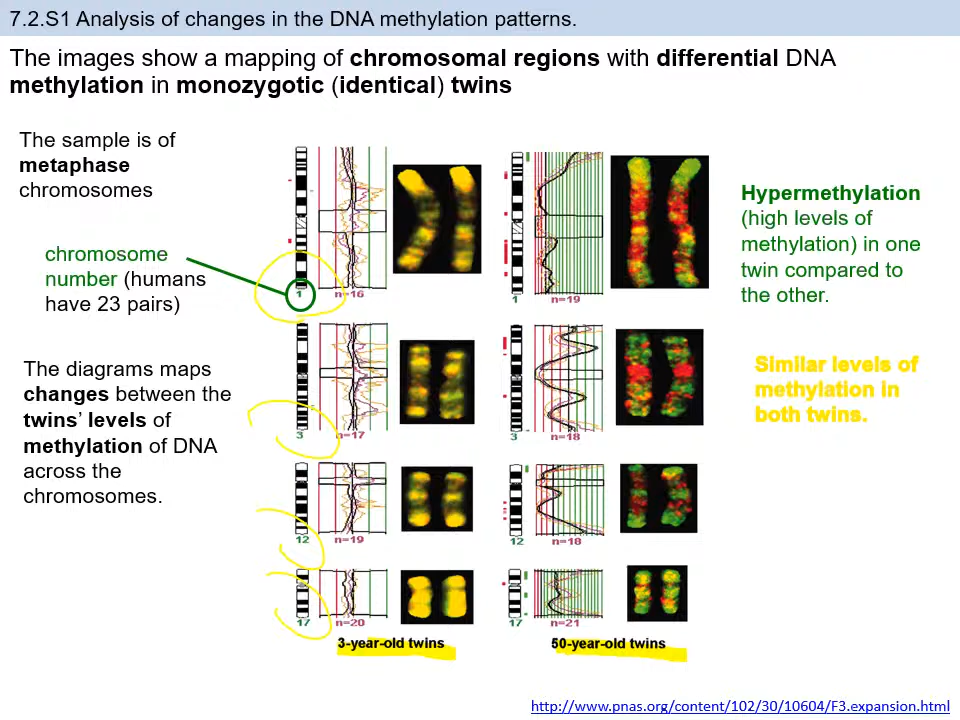 7.2.S1 Analysis of changes in the DNA methylation patterns.
The images show a mapping of chromosomal regions with differential DNA
methylation in monozygotic (identical) twins
The sample is of
metaphase
chromosomes
chromosome
number (humans
have 23 pairs)
The diagrams maps
changes between the
twins' levels of
methylation of DNA
across the
chromosomes.
1 n=16
1 n=19
3 n=17
3 n=18
12 n=19
12 n=18
17 n=20
17 n=21
3-year-old twins
50-year-old twins
Hypermethylation
(high levels of
methylation) in one
twin compared to
the other.
Similar levels of
methylation in
both twins.
http://www.pnas.org/content/102/30/10604/F3.expansion.html